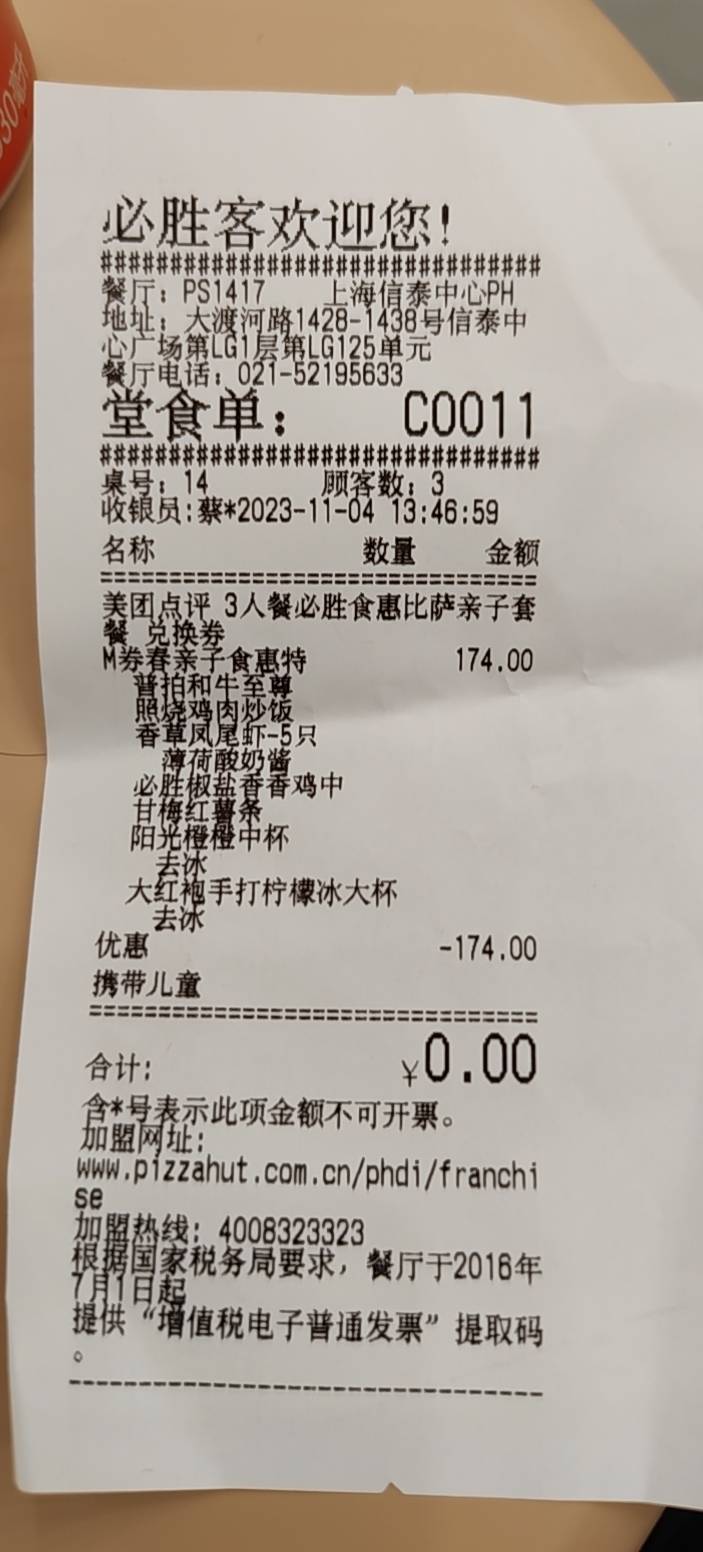 30毫升
必胜客欢迎您!
################################
餐厅: PS1417 上海信泰中心PH
地址: 大渡河路1428-1438号信泰中
心广场第LG1层第LG125单元
餐厅电话: 021-52195633
堂食单: C0011
################################
桌号: 14 顾客数: 3
收银员:蔡*2023-11-04 13:46:59
名称 数量 金额
================================
美团点评 3人餐必胜食惠比萨亲子套
餐 兑换券
M券春亲子食惠特 174.00
普拍和牛至尊
照烧鸡肉炒饭
香草凤尾虾-5只
薄荷酸奶酱
必胜椒盐香香鸡中
甘梅红薯条
阳光橙橙中杯
去冰
大红袍手打柠檬冰大杯
去冰
优惠 -174.00
携带儿童
================================
合计: ¥0.00
含*号表示此项金额不可开票。
加盟网址:
www.pizzahut.com.cn/phdi/franchi
se
加盟热线: 4008323323
根据国家税务局要求，餐厅于2016年
7月1日起
提供“增值税电子普通发票”提取码
。
--------------------------------